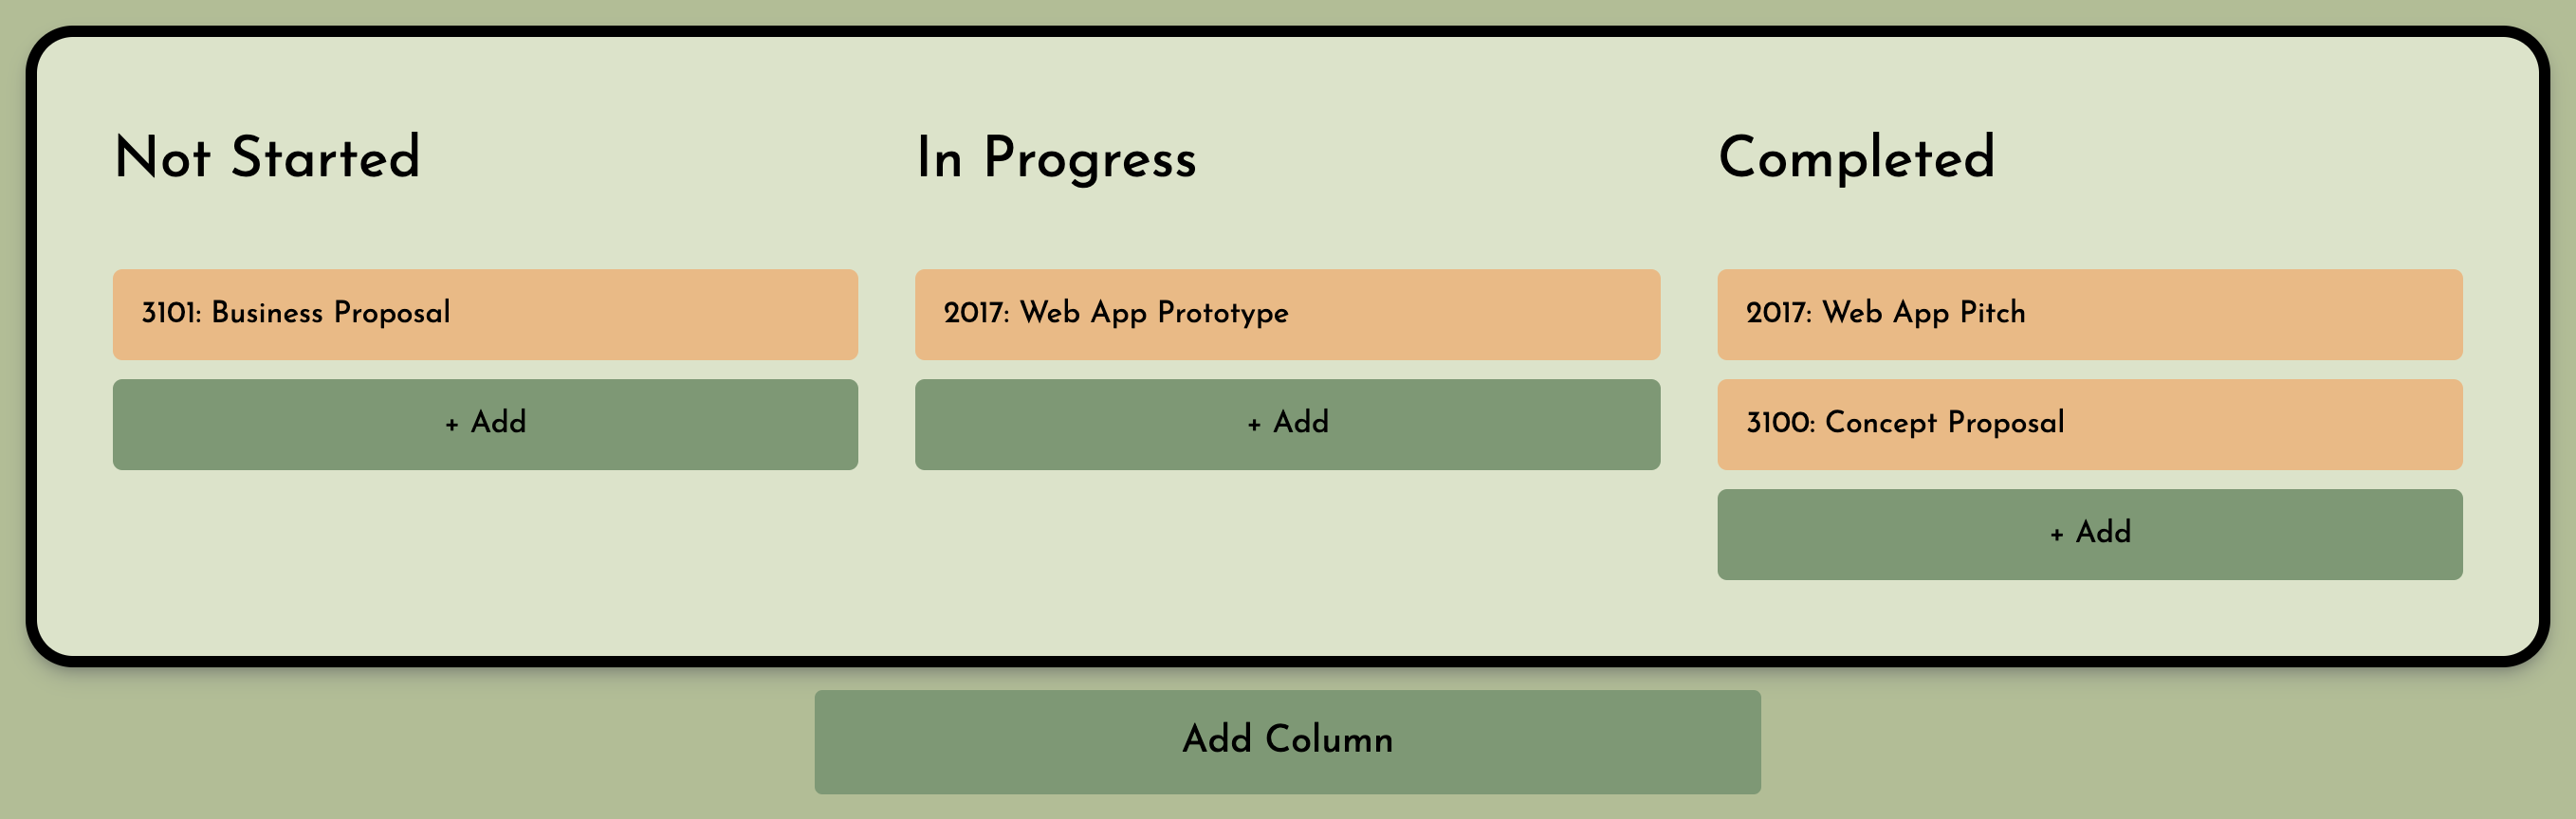 Not Started
3101: Business Proposal
+ Add
In Progress
2017: Web App Prototype
+ Add
Completed
2017: Web App Pitch
3100: Concept Proposal
+ Add
Add Column